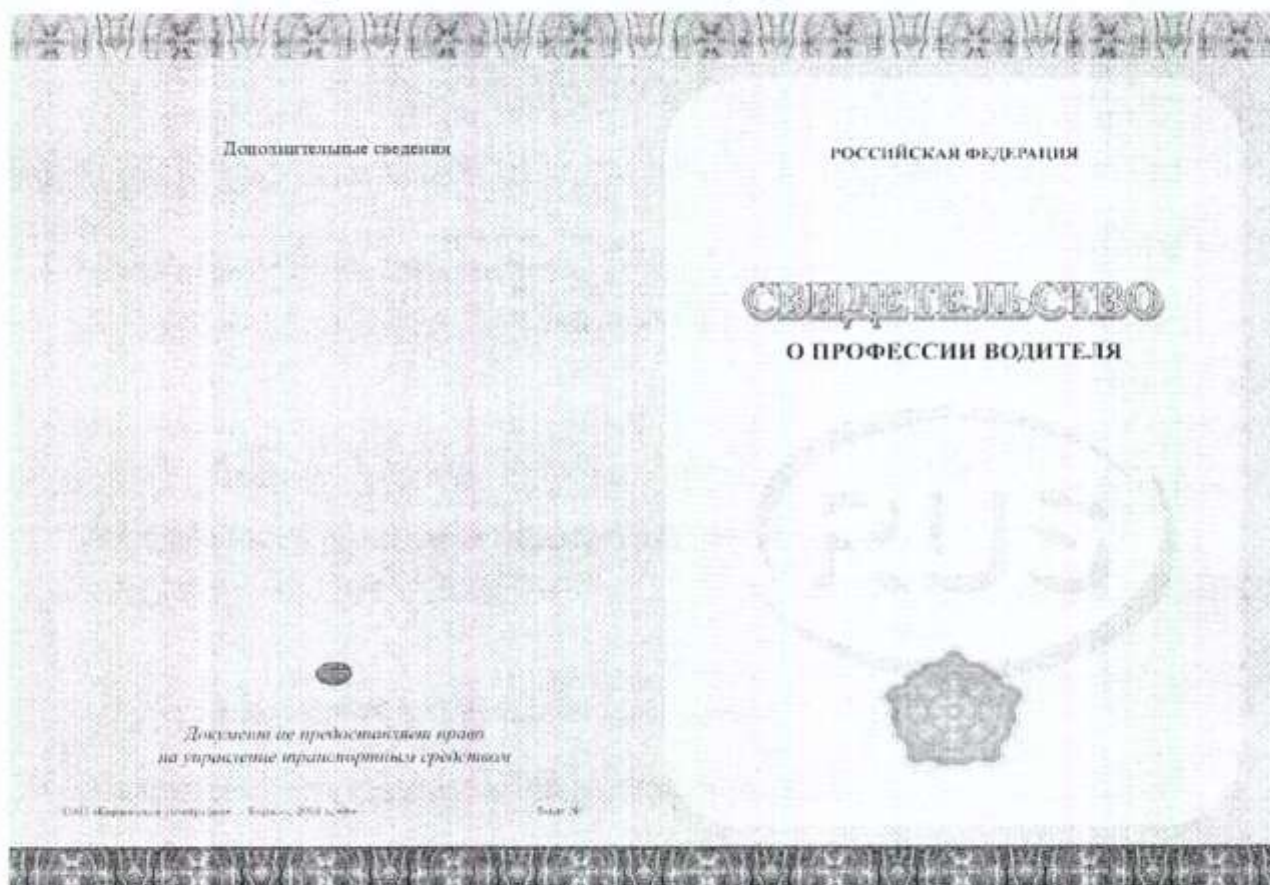 Дополнительные сведения
Документ не предоставляет право
на управление транспортным средством
РОССИЙСКАЯ ФЕДЕРАЦИЯ
СВИДЕТЕЛЬСТВО
О ПРОФЕССИИ ВОДИТЕЛЯ
RUS